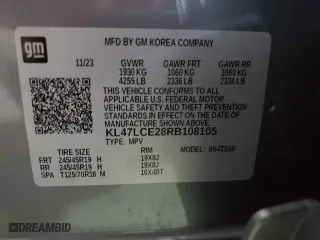 gm
MFD BY GM KOREA COMPANY
11/23 GVWR GAWR FRT GAWR RR
1930 KG 1060 KG 1060 KG
4255 LB 2336 LB 2336 LB
THIS VEHICLE CONFORMS TO ALL
APPLICABLE U.S. FEDERAL MOTOR
VEHICLE SAFETY, BUMPER, AND THEFT
PREVENTION STANDARDS IN EFFECT ON THE
DATE OF MANUFACTURE SHOWN ABOVE.
KL47LCE28RB108105
TYPE: MPV
TIRE SIZE SPEED RTG RIM
FRT 245/45R19 H 19X8J
RR 245/45R19 H 19X8J
SPA T125/70R16 M 16X4BT